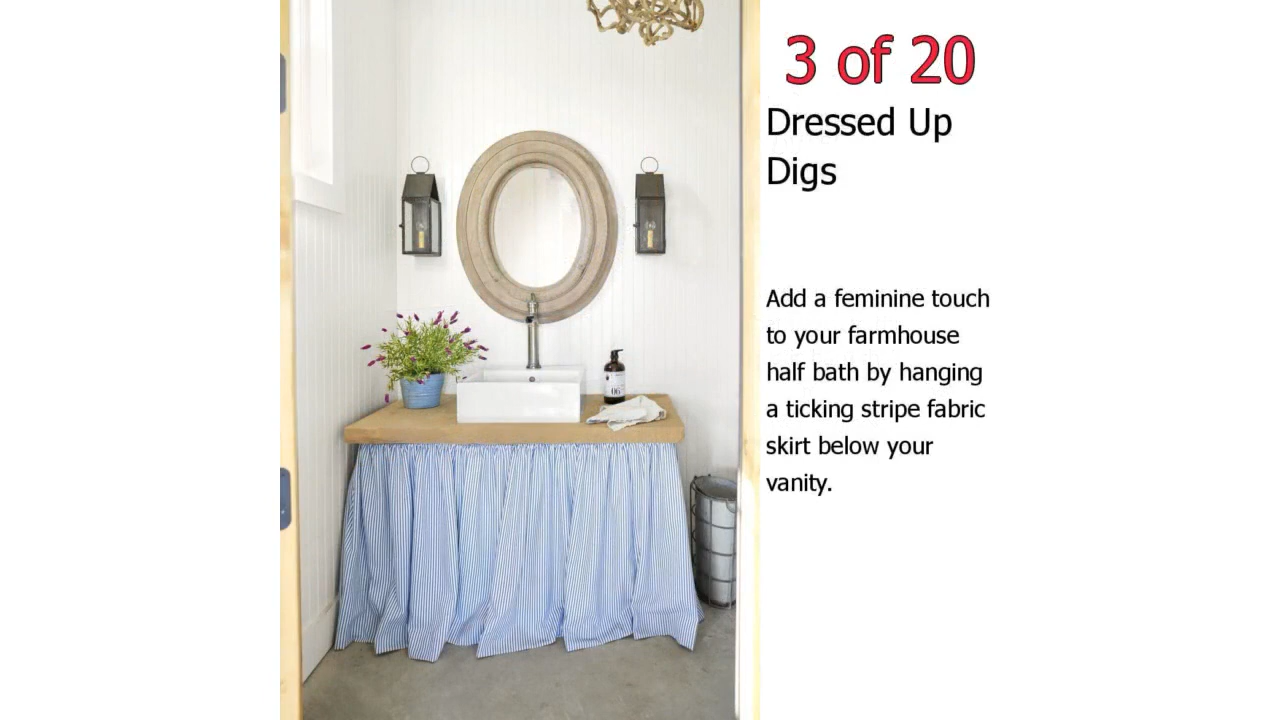 3 of 20
Dressed Up
Digs
Add a feminine touch
to your farmhouse
half bath by hanging
a ticking stripe fabric
skirt below your
vanity.